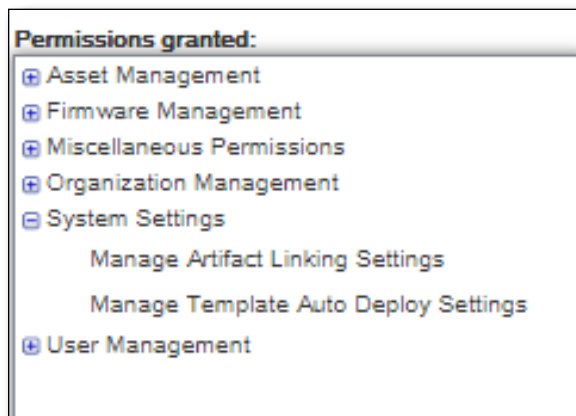 Permissions granted:
Asset Management
Firmware Management
Miscellaneous Permissions
Organization Management
System Settings
Manage Artifact Linking Settings
Manage Template Auto Deploy Settings
User Management